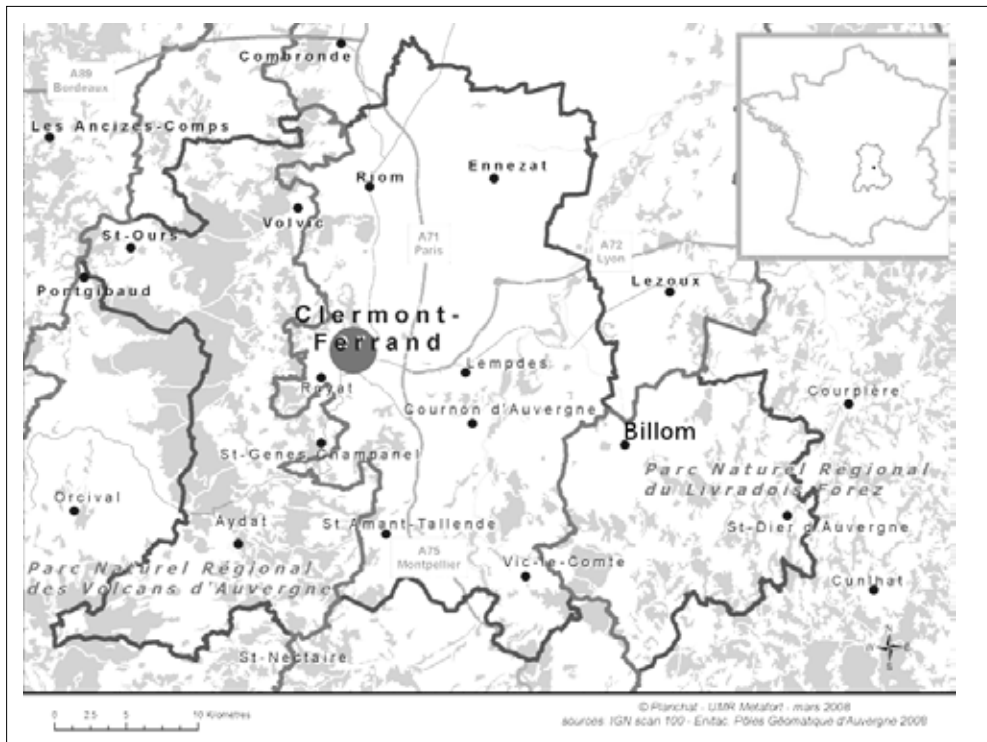 Combronde
A89
Bordeaux
Les Ancizes-Comps
Ennezat
Riom
Volvic
St-Ours
A71
Paris
A72
Lyon
Pontgibaud
Lezoux
Clermont-
Ferrand
Lempdes
Royat
Courpière
Cournon d'Auvergne
Billom
St-Genes Champanel
Parc Naturel Régional
du Livradois Forez
Orcival
Aydat
St Amant-Tallende
St-Dier d'Auvergne
A75
Montpellier
Vic-le-Comte
Parc Naturel Régional
des Volcans d'Auvergne
Cunlhat
St-Nectaire
N
W E
S
0 2.5 5 10 Kilomètres
© Planchat - UMR Métafort - mars 2008
sources: IGN scan 100 - Enitac, Pôles Géomatique d'Auvergne 2008